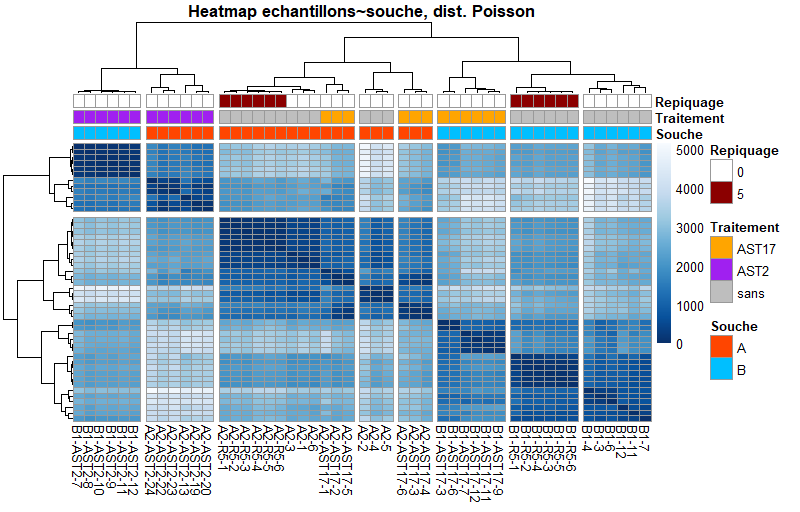 Heatmap echantillons~souche, dist. Poisson
Repiquage
Traitement
Souche
5000
4000
3000
2000
1000
0
Repiquage
0
5
Traitement
AST17
AST2
sans
Souche
A
B
B1-AST2-7
B1-AST2-8
B1-AST2-10
B1-AST2-9
B1-AST2-11
B1-AST2-12
A2-AST2-24
A2-AST2-22
A2-AST2-23
A2-AST2-13
A2-AST2-19
A2-AST2-20
A2-R5-1
A2-R5-2
A2-R5-3
A2-R5-4
A2-R5-5
A2-R5-6
A2-3
A2-1
A2-6
A2-AST17-1
A2-AST17-2
A2-AST17-5
A2-2
A2-4
A2-5
A2-AST17-6
A2-AST17-3
A2-AST17-4
B1-AST17-3
B1-AST17-6
B1-AST17-7
B1-AST17-12
B1-AST17-11
B1-AST17-9
B1-R5-1
B1-R5-2
B1-R5-3
B1-R5-4
B1-R5-5
B1-R5-6
B1-4
B1-3
B1-6
B1-12
B1-11
B1-7